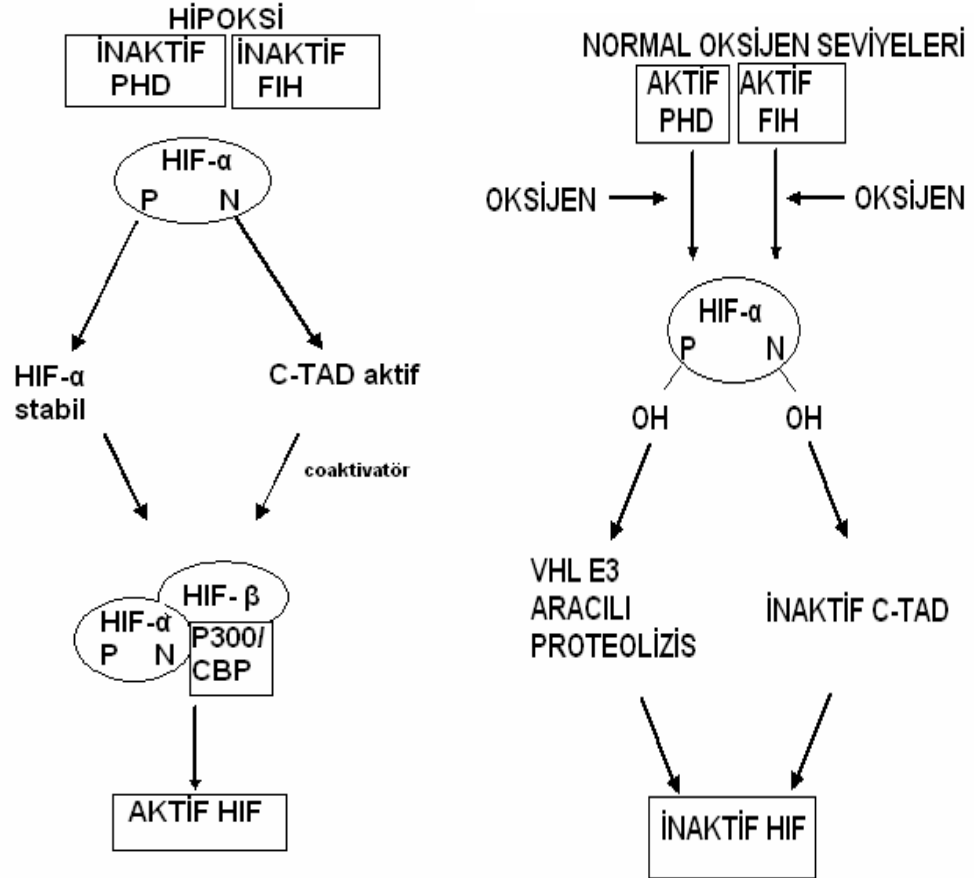 HİPOKSİ
İNAKTİF
PHD
İNAKTİF
FIH
HIF-α
P N
HIF-α
stabil
C-TAD aktif
coaktivatör
HIF- β
HIF-α
P N
P300/
CBP
AKTİF HIF
NORMAL OKSİJEN SEVİYELERİ
AKTİF
PHD
AKTİF
FIH
OKSİJEN
OKSİJEN
HIF-α
P N
OH
OH
VHL E3
ARACILI
PROTEOLİZİS
İNAKTİF C-TAD
İNAKTİF HIF